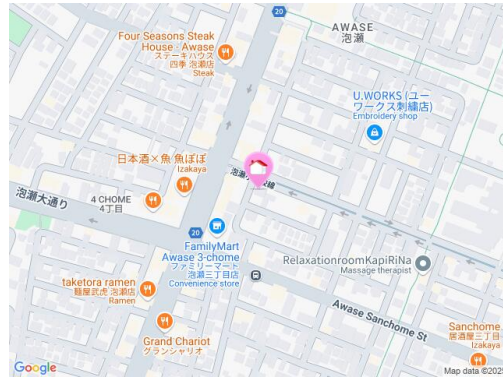 20
AWASE
泡瀬
Four Seasons Steak
House - Awase
ステーキハウス
四季 泡瀬店
Steak
U.WORKS (ユー
ワークス刺繍店)
Embroidery shop
日本酒×魚 魚ぽぽ
Izakaya
泡瀬
線
4 CHOME
4丁目
泡瀬大通り
20
FamilyMart
Awase 3-chome
ファミリーマート
泡瀬三丁目店
Convenience store
RelaxationroomKapiRiNa
Massage therapist
taketora ramen
麺屋武虎 泡瀬店
Ramen
Awase Sanchome St
Grand Chariot
グランシャリオ
Sanchome
居酒屋三丁目
Izakaya
Google
Map data ©202